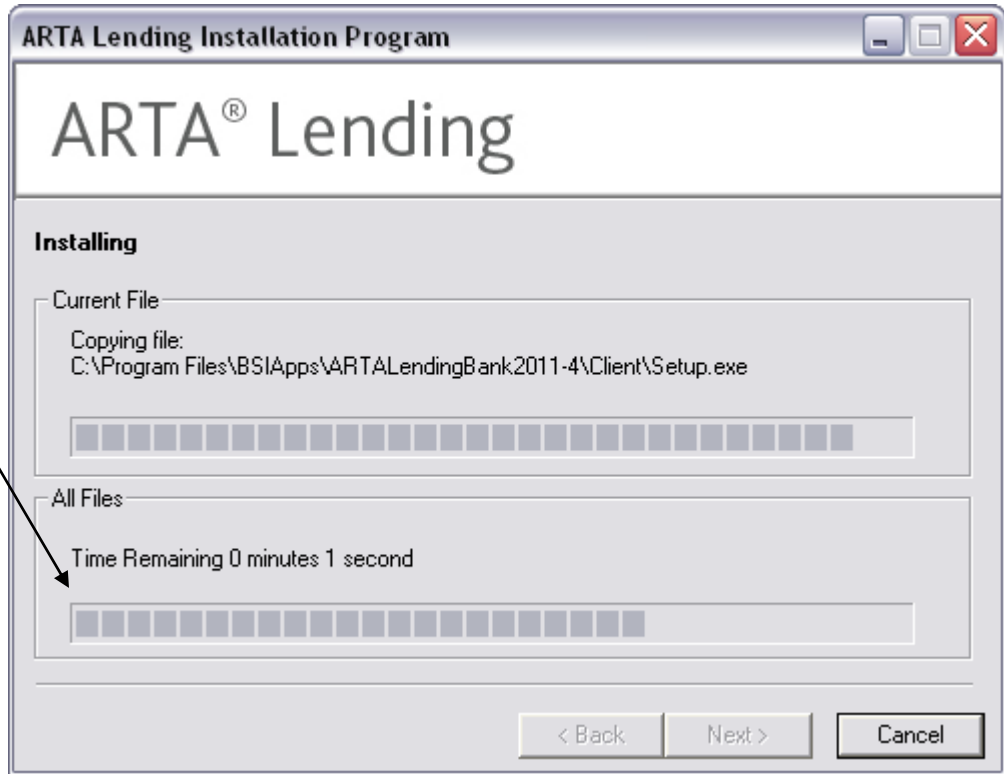 ARTA Lending Installation Program
ARTA® Lending
Installing
Current File
Copying file:
C:\Program Files\BSIApps\ARTALendingBank2011-4\Client\Setup.exe
All Files
Time Remaining 0 minutes 1 second
< Back
Next >
Cancel